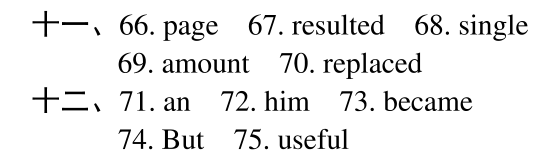 十一、66. page 67. resulted 68. single
69. amount 70. replaced
十二、71. an 72. him 73. became
74. But 75. useful